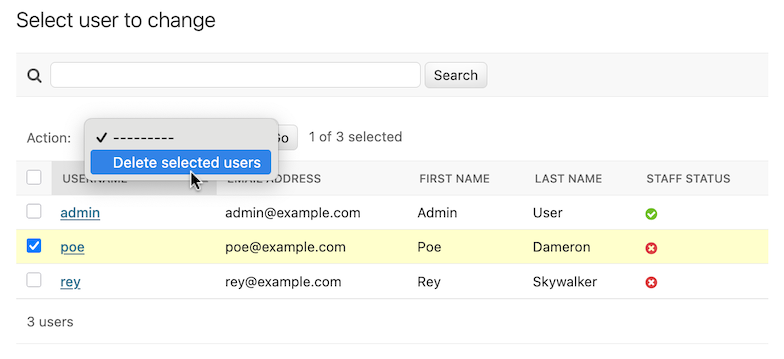 Select user to change
Search
Action: ✓ --------- Go 1 of 3 selected
Delete selected users
USERNAME EMAIL ADDRESS FIRST NAME LAST NAME STAFF STATUS
admin admin@example.com Admin User
poe poe@example.com Poe Dameron
rey rey@example.com Rey Skywalker
3 users